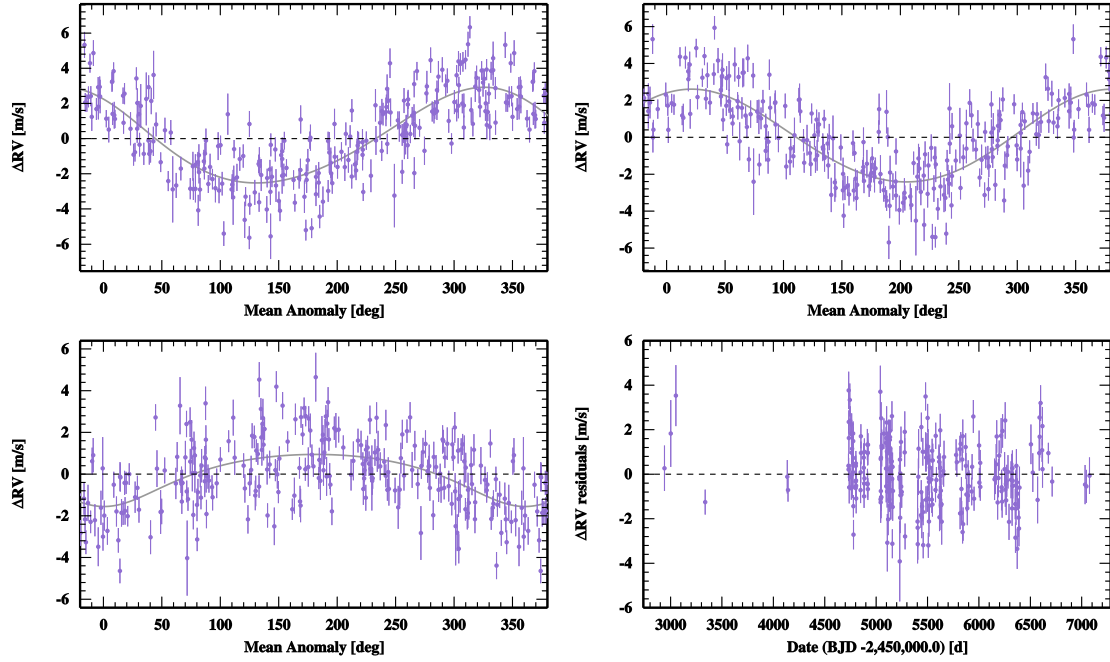 6
4
2
0
-2
-4
-6
ΔRV [m/s]
0 50 100 150 200 250 300 350
Mean Anomaly [deg]
6
4
2
0
-2
-4
-6
ΔRV [m/s]
0 50 100 150 200 250 300 350
Mean Anomaly [deg]
6
4
2
0
-2
-4
-6
ΔRV [m/s]
0 50 100 150 200 250 300 350
Mean Anomaly [deg]
6
4
2
0
-2
-4
-6
ΔRV residuals [m/s]
3000 3500 4000 4500 5000 5500 6000 6500 7000
Date (BJD -2,450,000.0) [d]